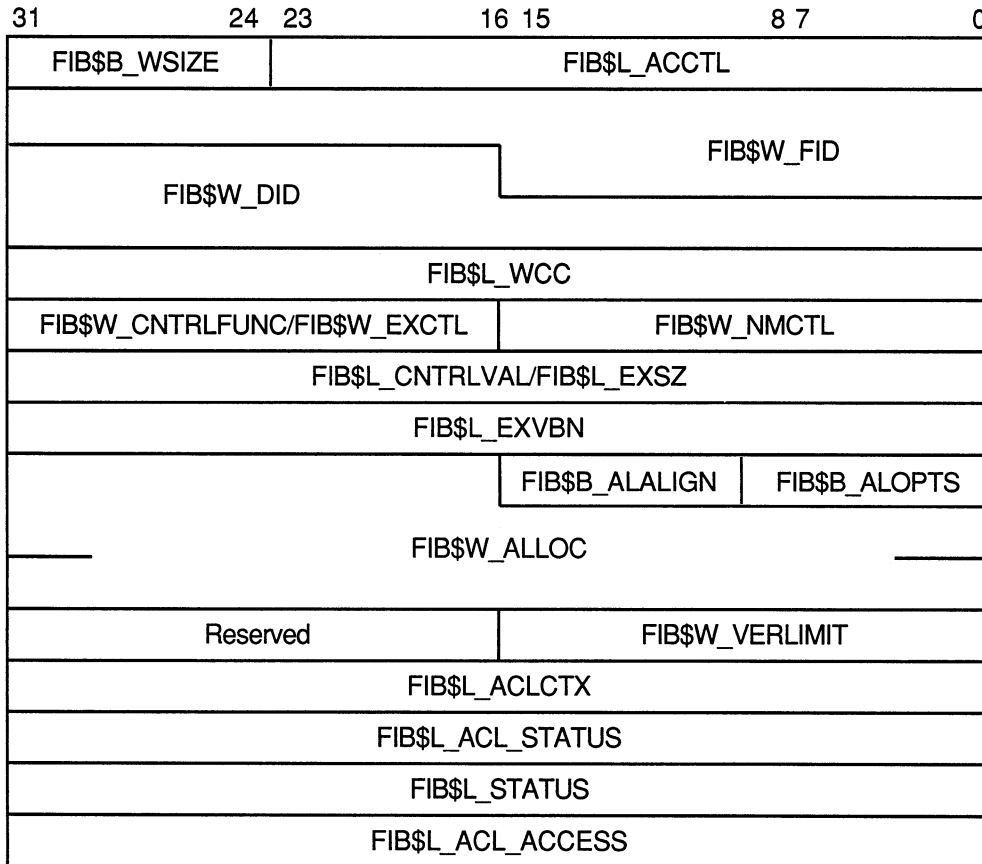 31 24 23 16 15 8 7 0
FIB$B_WSIZE FIB$L_ACCTL
FIB$W_FID
FIB$W_DID
FIB$L_WCC
FIB$W_CNTRLFUNC/FIB$W_EXCTL FIB$W_NMCTL
FIB$L_CNTRLVAL/FIB$L_EXSZ
FIB$L_EXVBN
FIB$B_ALALIGN FIB$B_ALOPTS
FIB$W_ALLOC
Reserved FIB$W_VERLIMIT
FIB$L_ACLCTX
FIB$L_ACL_STATUS
FIB$L_STATUS
FIB$L_ACL_ACCESS